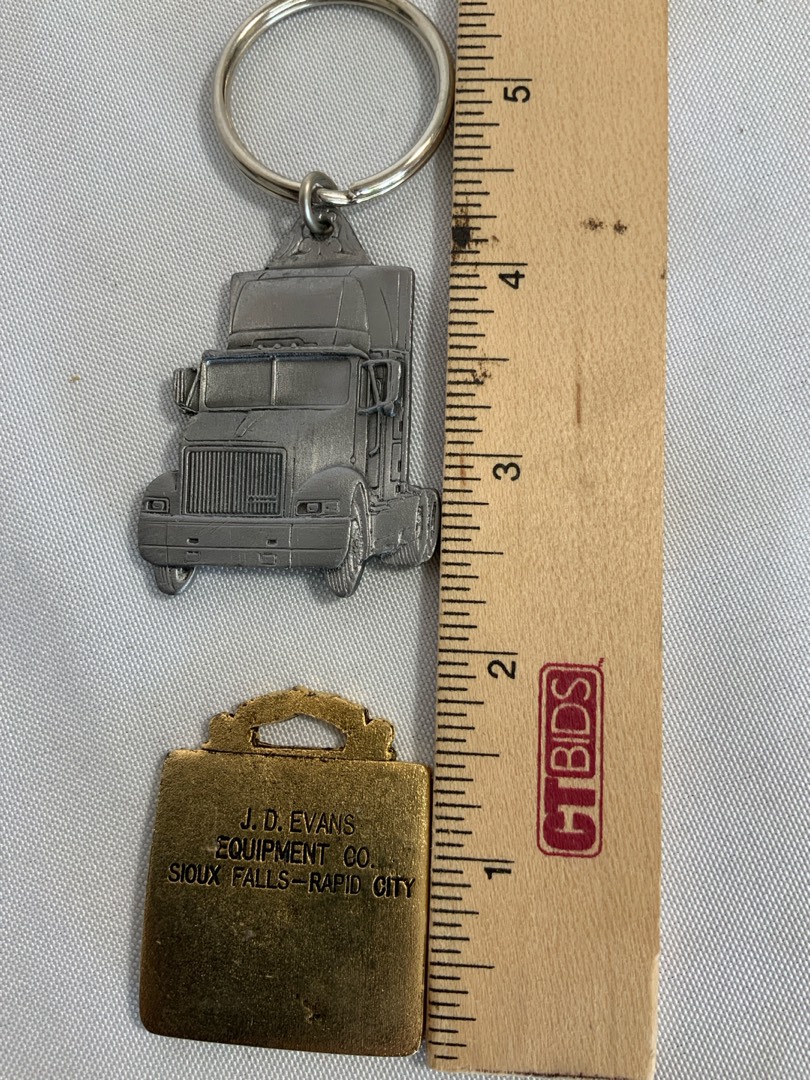 5
4
3
2
1
CTBIDS
J. D. EVANS
EQUIPMENT CO.
SIOUX FALLS–RAPID CITY